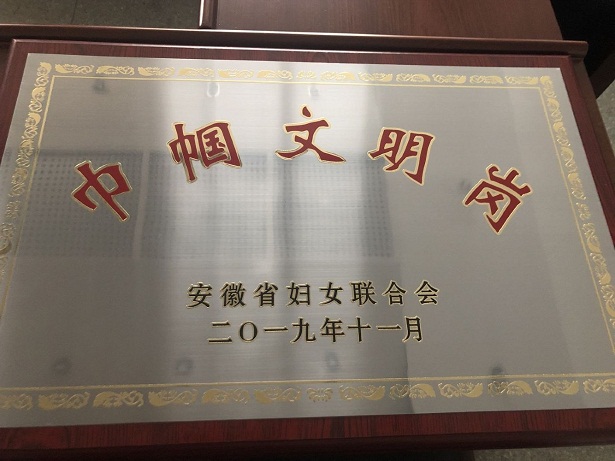 巾帼文明岗
安徽省妇女联合会
二〇一九年十一月